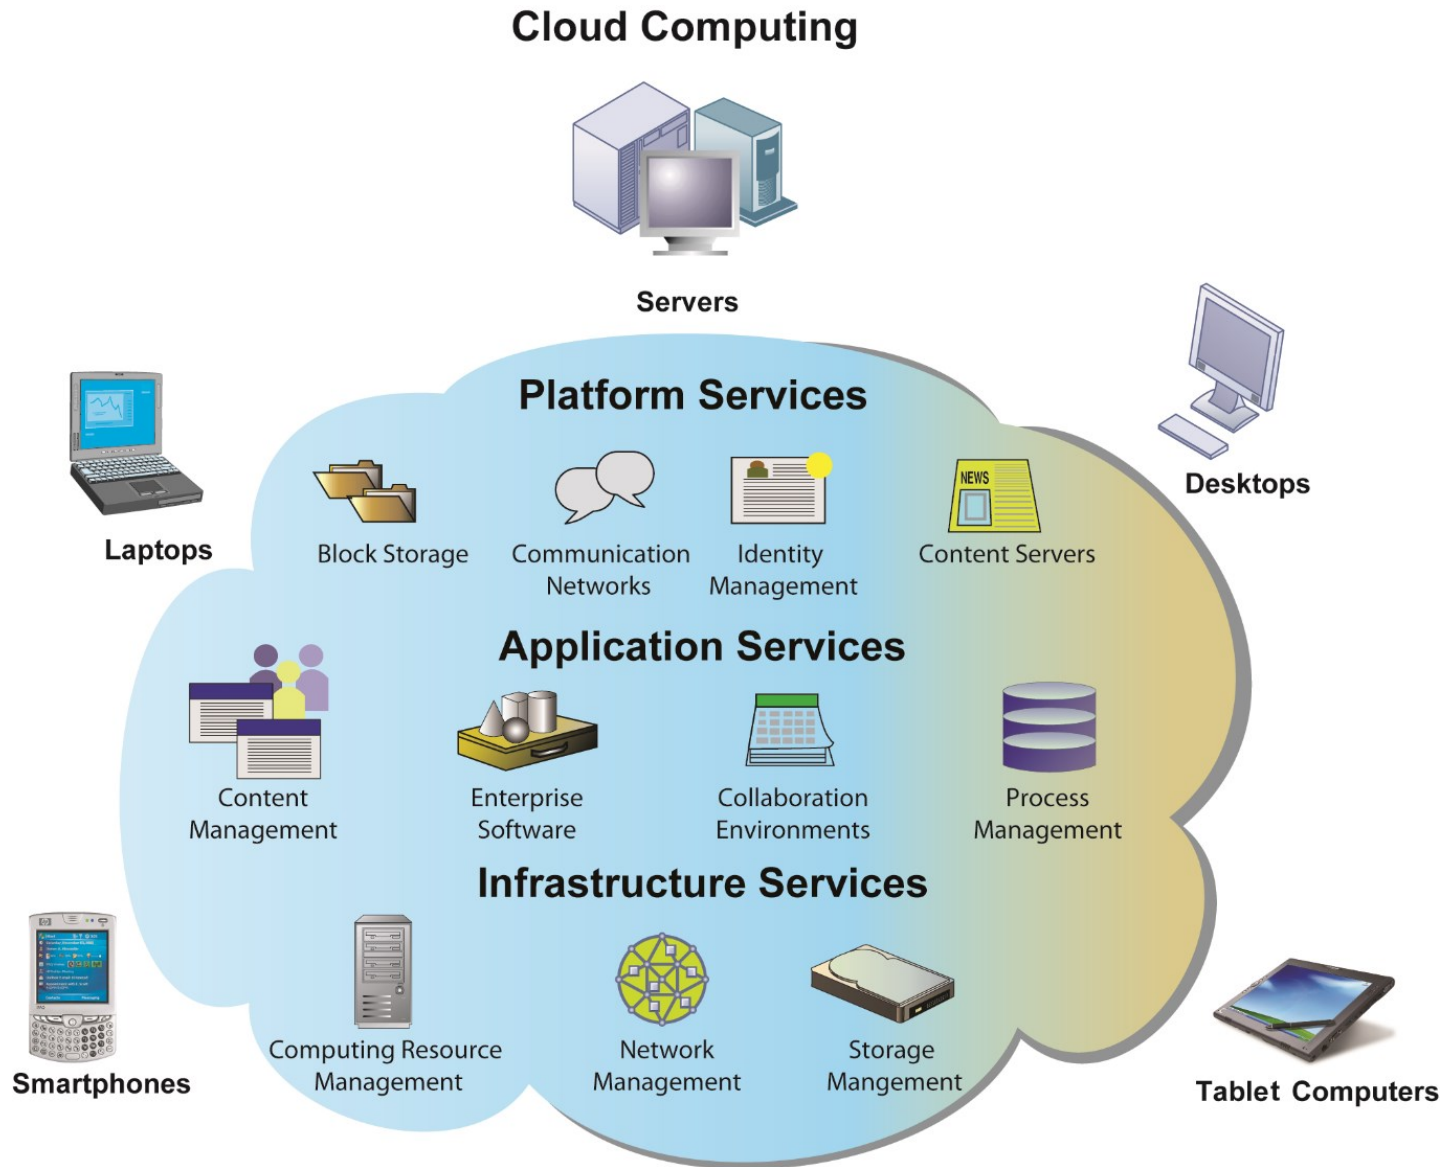 Cloud Computing
Servers
Laptops
Desktops
Platform Services
Block Storage
Communication
Networks
Identity
Management
NEWS
Content Servers
Application Services
Content
Management
Enterprise
Software
Collaboration
Environments
Process
Management
Infrastructure Services
Computing Resource
Management
Network
Management
Storage
Mangement
Smartphones
Tablet Computers